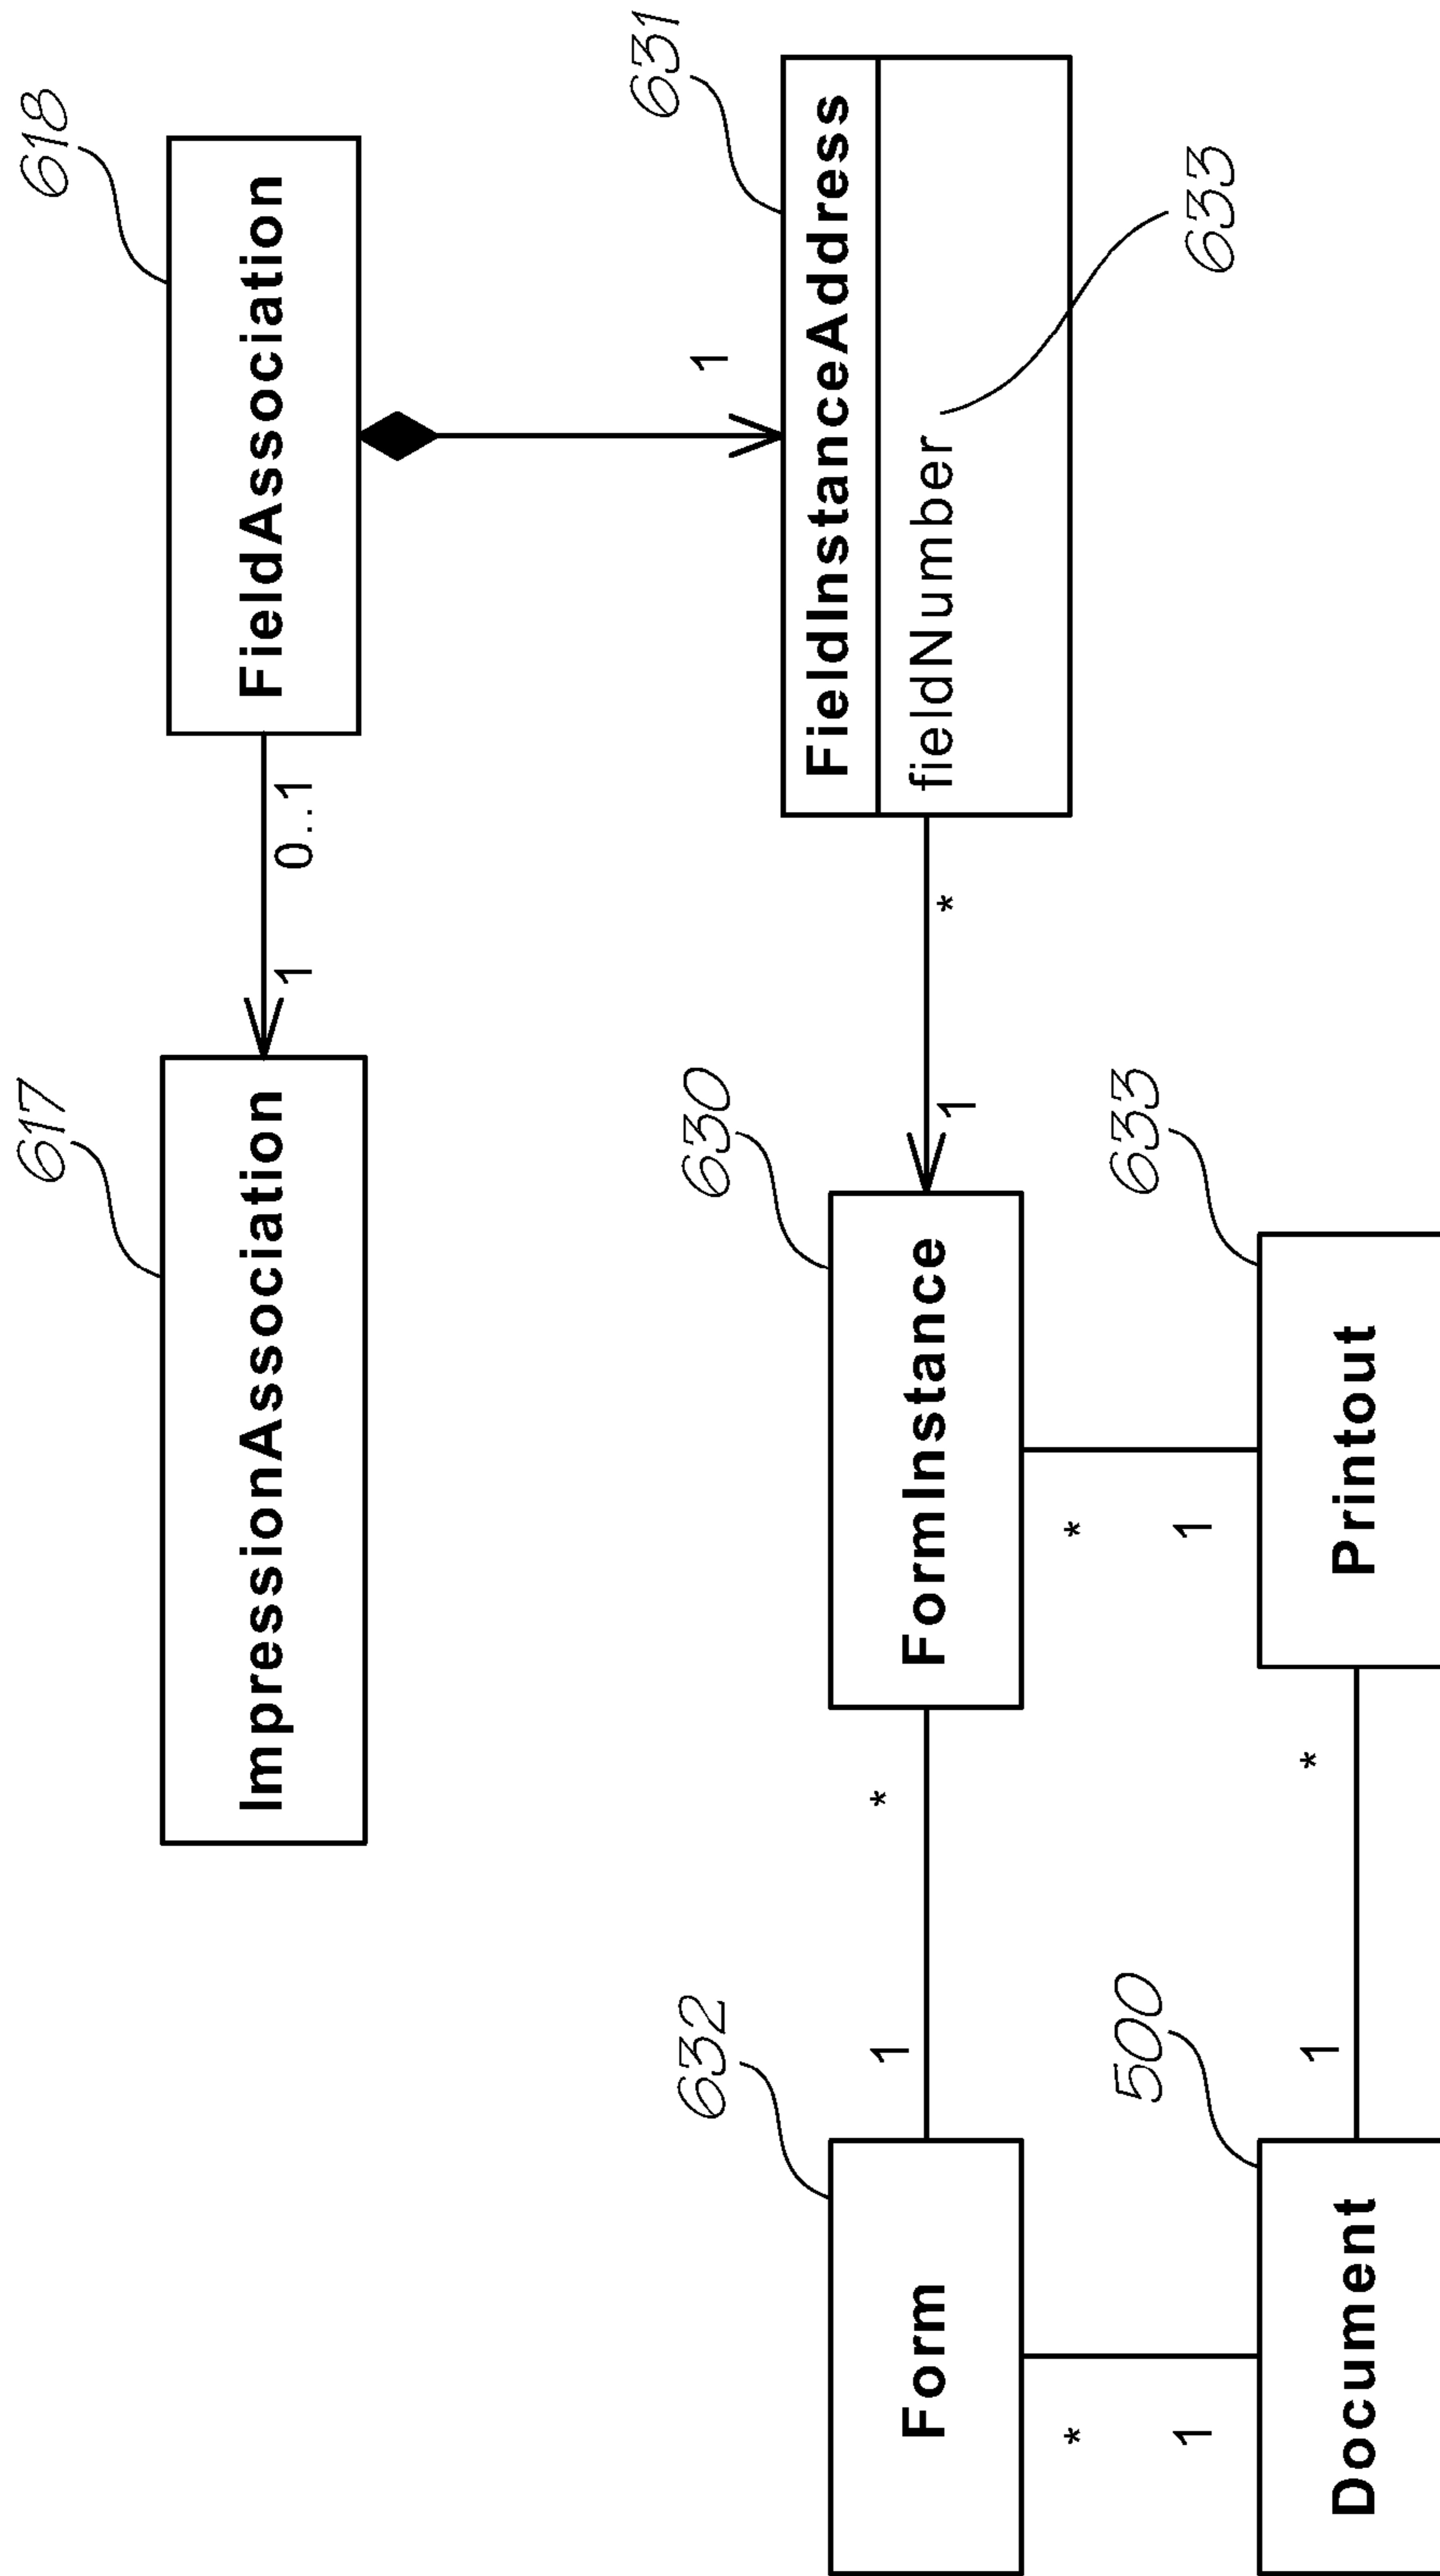 617
618
ImpressionAssociation
FieldAssociation
1
0..1
631
632
630
1
FieldInstanceAddress
1
*
Form
FormInstance
fieldNumber
1
*
*
*
500
633
1
1
633
1
*
Document
Printout